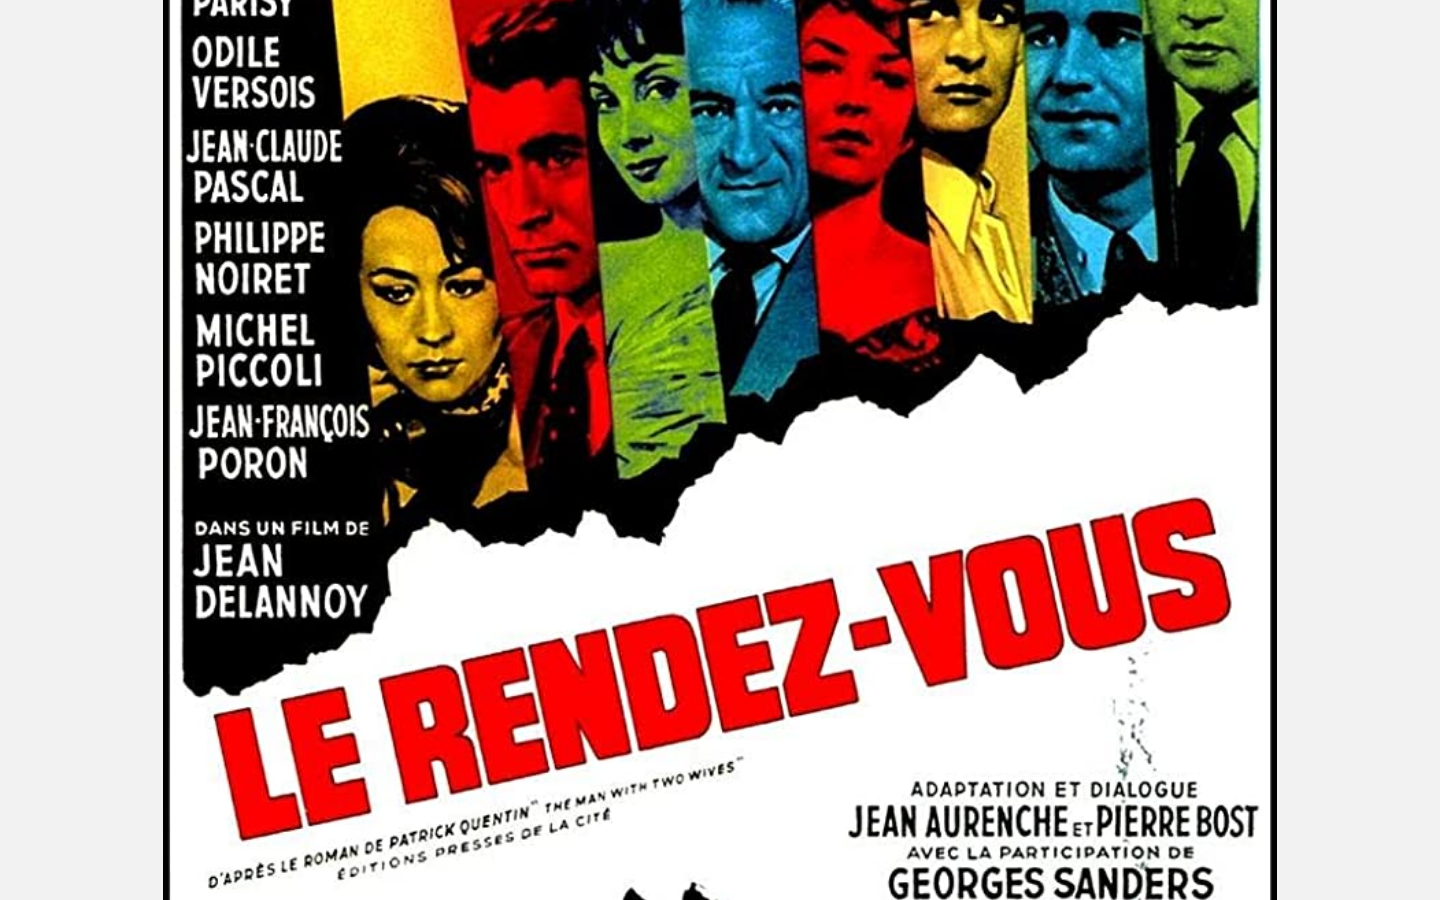 PARISY
ODILE
VERSOIS
JEAN-CLAUDE
PASCAL
PHILIPPE
NOIRET
MICHEL
PICCOLI
JEAN-FRANÇOIS
PORON
DANS UN FILM DE
JEAN
DELANNOY
LE RENDEZ-VOUS
D'APRÈS LE ROMAN DE PATRICK QUENTIN "THE MAN WITH TWO WIVES"
ÉDITIONS PRESSES DE LA CITÉ
ADAPTATION ET DIALOGUE
JEAN AURENCHE ET PIERRE BOST
AVEC LA PARTICIPATION DE
GEORGES SANDERS